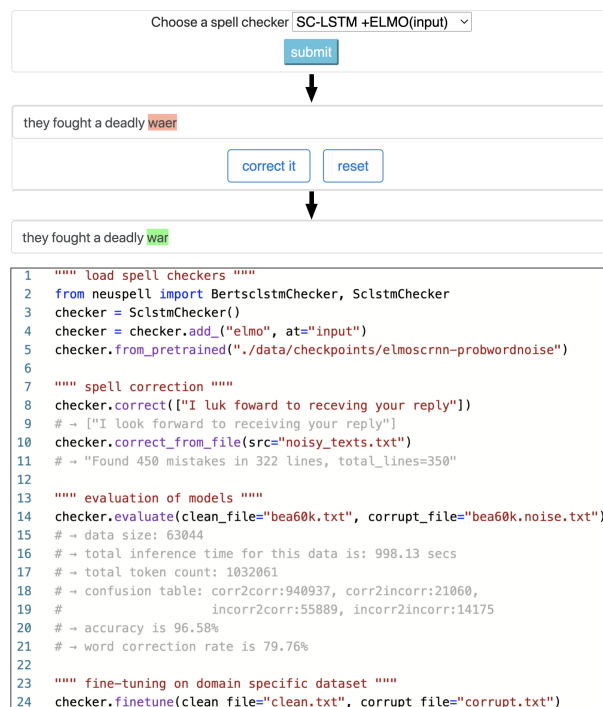 Choose a spell checker SC-LSTM +ELMO(input)
submit
they fought a deadly waer
correct it reset
they fought a deadly war
1 """ load spell checkers """
2 from neuspell import BertsclstmChecker, SclstmChecker
3 checker = SclstmChecker()
4 checker = checker.add_("elmo", at="input")
5 checker.from_pretrained("./data/checkpoints/elmoscrnn-probwordnoise")
6
7 """ spell correction """
8 checker.correct(["I luk foward to receving your reply"])
9 # → ["I look forward to receiving your reply"]
10 checker.correct_from_file(src="noisy_texts.txt")
11 # → "Found 450 mistakes in 322 lines, total_lines=350"
12
13 """ evaluation of models """
14 checker.evaluate(clean_file="bea60k.txt", corrupt_file="bea60k.noise.txt")
15 # → data size: 63044
16 # → total inference time for this data is: 998.13 secs
17 # → total token count: 1032061
18 # → confusion table: corr2corr:940937, corr2incorr:21060,
19 # incorr2corr:55889, incorr2incorr:14175
20 # → accuracy is 96.58%
21 # → word correction rate is 79.76%
22
23 """ fine-tuning on domain specific dataset """
24 checker.finetune(clean_file="clean.txt", corrupt_file="corrupt.txt")